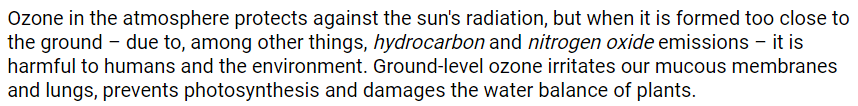 Ozone in the atmosphere protects against the sun's radiation, but when it is formed too close to
the ground – due to, among other things, hydrocarbon and nitrogen oxide emissions – it is
harmful to humans and the environment. Ground-level ozone irritates our mucous membranes
and lungs, prevents photosynthesis and damages the water balance of plants.